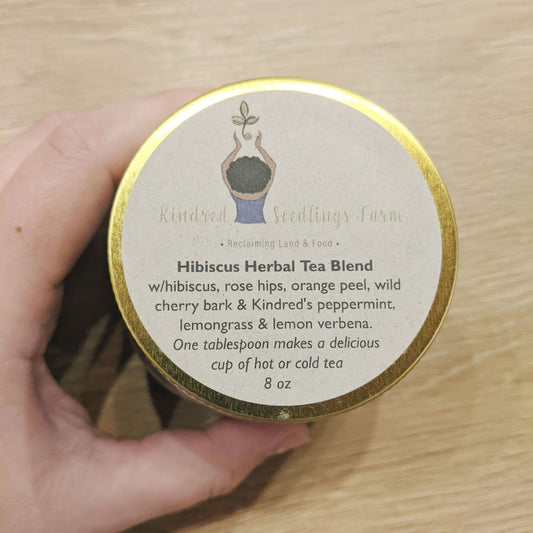 Kindred Seedlings Farm
• Reclaiming Land & Food •
Hibiscus Herbal Tea Blend
w/hibiscus, rose hips, orange peel, wild
cherry bark & Kindred's peppermint,
lemongrass & lemon verbena.
One tablespoon makes a delicious
cup of hot or cold tea
8 oz